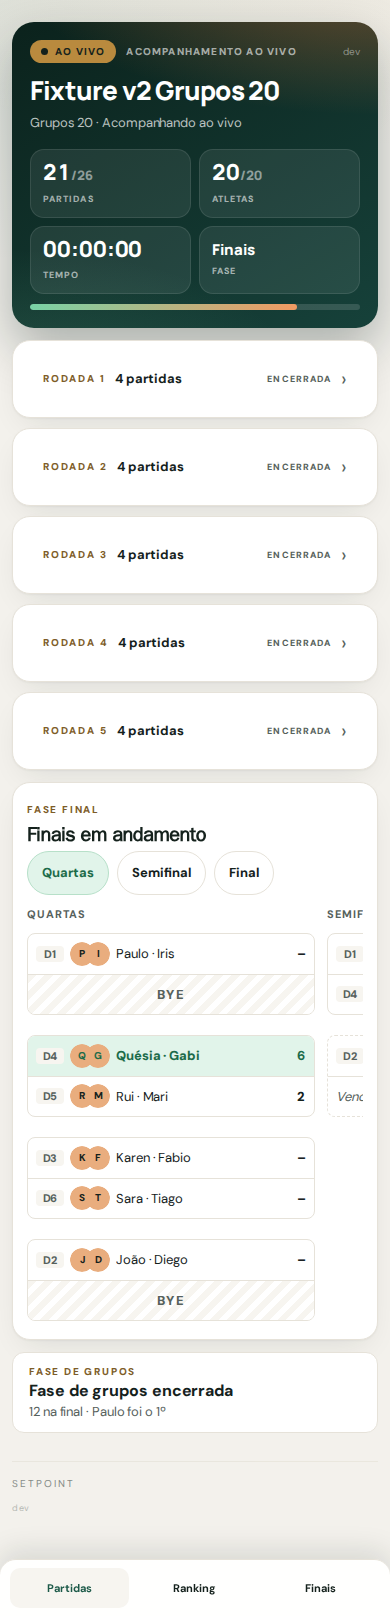 AO VIVO ACOMPANHAMENTO AO VIVO dev
Fixture v2 Grupos 20
Grupos 20 · Acompanhando ao vivo
21/26 20/20
PARTIDAS ATLETAS
00:00:00 Finais
TEMPO FASE
RODADA 1 4 partidas ENCERRADA ›
RODADA 2 4 partidas ENCERRADA ›
RODADA 3 4 partidas ENCERRADA ›
RODADA 4 4 partidas ENCERRADA ›
RODADA 5 4 partidas ENCERRADA ›
FASE FINAL
Finais em andamento
Quartas Semifinal Final
QUARTAS SEMIF
D1 P I Paulo · Iris – D1
BYE D4
D4 Q G Quésia · Gabi 6 D2
D5 R M Rui · Mari 2 Venc
D3 K F Karen · Fabio –
D6 S T Sara · Tiago –
D2 J D João · Diego –
BYE
FASE DE GRUPOS
Fase de grupos encerrada
12 na final · Paulo foi o 1º
SETPOINT
dev
Partidas Ranking Finais